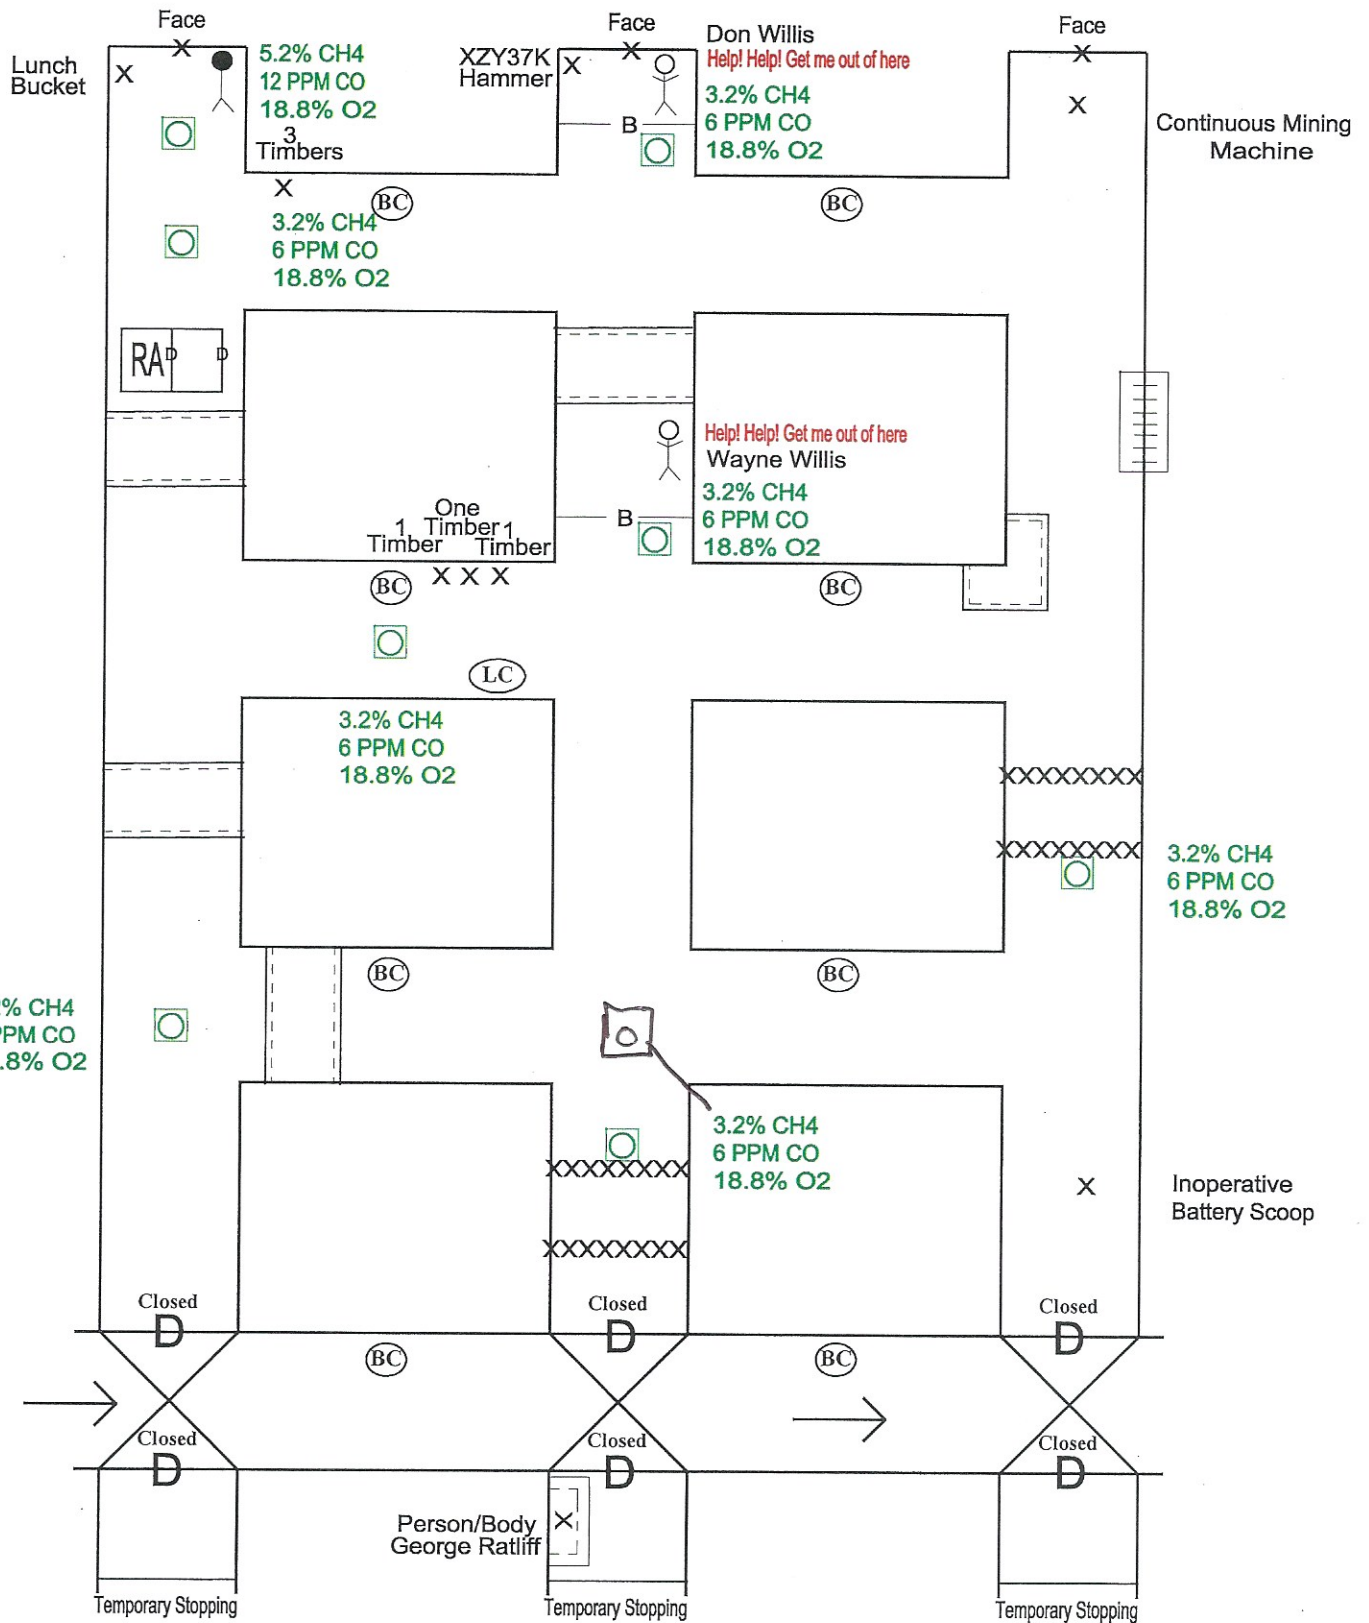 Face
Face
Face
Lunch
Bucket
X
X
5.2% CH4
12 PPM CO
18.8% O2
XZY37K
Hammer
X
X
Don Willis
Help! Help! Get me out of here
3.2% CH4
6 PPM CO
18.8% O2
B
X
X
Continuous Mining
Machine
3
Timbers
X
BC
BC
3.2% CH4
6 PPM CO
18.8% O2
RA
D
D
Help! Help! Get me out of here
Wayne Willis
3.2% CH4
6 PPM CO
18.8% O2
B
One
1 Timber 1
Timber Timber
X X X
BC
BC
LC
3.2% CH4
6 PPM CO
18.8% O2
XXXXXXXX
XXXXXXXX
3.2% CH4
6 PPM CO
18.8% O2
BC
BC
% CH4
PPM CO
.8% O2
3.2% CH4
6 PPM CO
18.8% O2
XXXXXXXX
XXXXXXXX
X
Inoperative
Battery Scoop
Closed
D
Closed
D
Closed
D
BC
BC
Closed
D
Closed
D
Closed
D
Person/Body
George Ratliff
X
Temporary Stopping
Temporary Stopping
Temporary Stopping